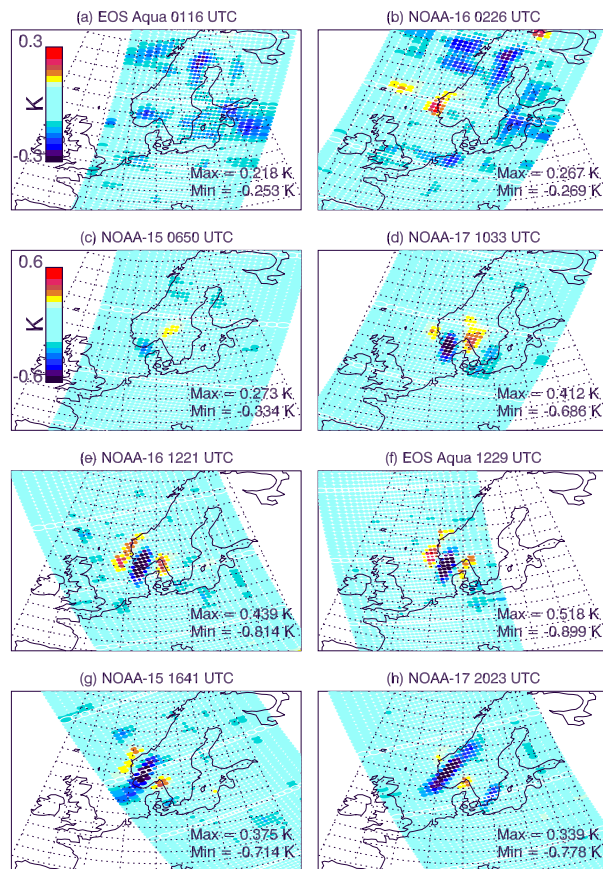 (a) EOS Aqua 0116 UTC
(b) NOAA-16 0226 UTC
0.3
K
-0.3
Max = 0.218 K
Min = -0.253 K
Max = 0.267 K
Min = -0.269 K
(c) NOAA-15 0650 UTC
(d) NOAA-17 1033 UTC
0.6
K
-0.6
Max = 0.273 K
Min = -0.334 K
Max = 0.412 K
Min = -0.686 K
(e) NOAA-16 1221 UTC
(f) EOS Aqua 1229 UTC
Max = 0.439 K
Min = -0.814 K
Max = 0.518 K
Min = -0.899 K
(g) NOAA-15 1641 UTC
(h) NOAA-17 2023 UTC
Max = 0.375 K
Min = -0.714 K
Max = 0.339 K
Min = -0.778 K